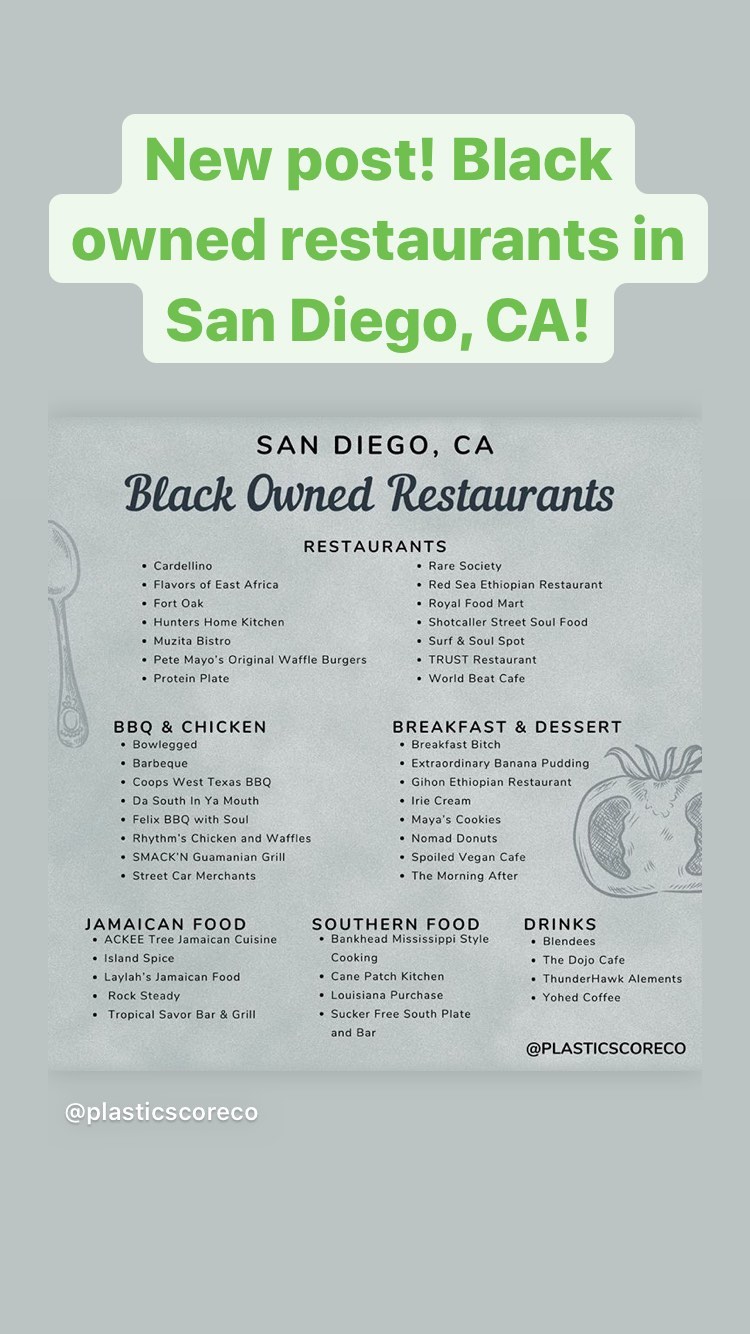 New post! Black
owned restaurants in
San Diego, CA!
SAN DIEGO, CA
Black Owned Restaurants
RESTAURANTS
• Cardellino
• Flavors of East Africa
• Fort Oak
• Hunters Home Kitchen
• Muzita Bistro
• Pete Mayo's Original Waffle Burgers
• Protein Plate
• Rare Society
• Red Sea Ethiopian Restaurant
• Royal Food Mart
• Shotcaller Street Soul Food
• Surf & Soul Spot
• TRUST Restaurant
• World Beat Cafe
BBQ & CHICKEN
• Bowlegged
• Barbeque
• Coops West Texas BBQ
• Da South In Ya Mouth
• Felix BBQ with Soul
• Rhythm's Chicken and Waffles
• SMACK'N Guamanian Grill
• Street Car Merchants
BREAKFAST & DESSERT
• Breakfast Bitch
• Extraordinary Banana Pudding
• Gihon Ethiopian Restaurant
• Irie Cream
• Maya's Cookies
• Nomad Donuts
• Spoiled Vegan Cafe
• The Morning After
JAMAICAN FOOD
• ACKEE Tree Jamaican Cuisine
• Island Spice
• Laylah's Jamaican Food
• Rock Steady
• Tropical Savor Bar & Grill
SOUTHERN FOOD
• Bankhead Mississippi Style
Cooking
• Cane Patch Kitchen
• Louisiana Purchase
• Sucker Free South Plate
and Bar
DRINKS
• Blendees
• The Dojo Cafe
• ThunderHawk Alements
• Yohed Coffee
@PLASTICSCORECO
@plasticscoreco